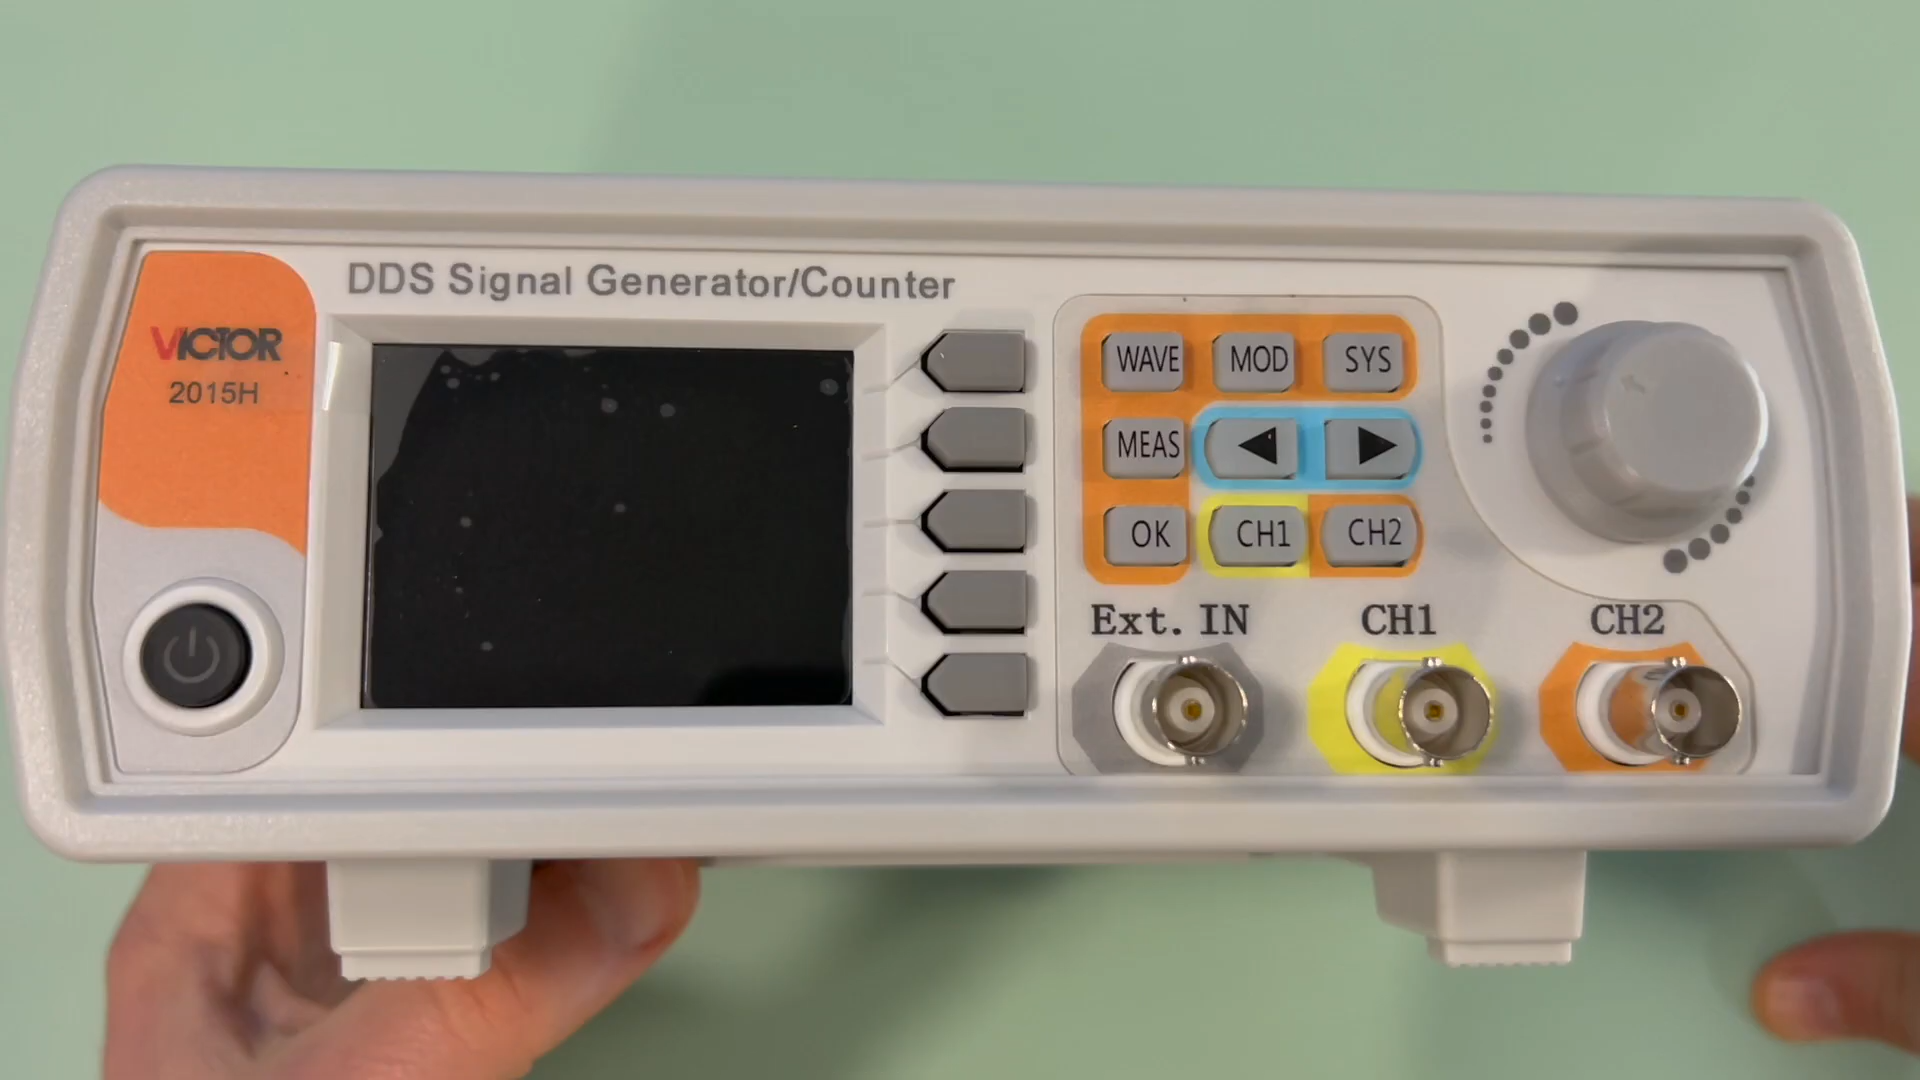 DDS Signal Generator/Counter
VICTOR
2015H
WAVE MOD SYS
MEAS
OK CH1 CH2
Ext. IN CH1 CH2